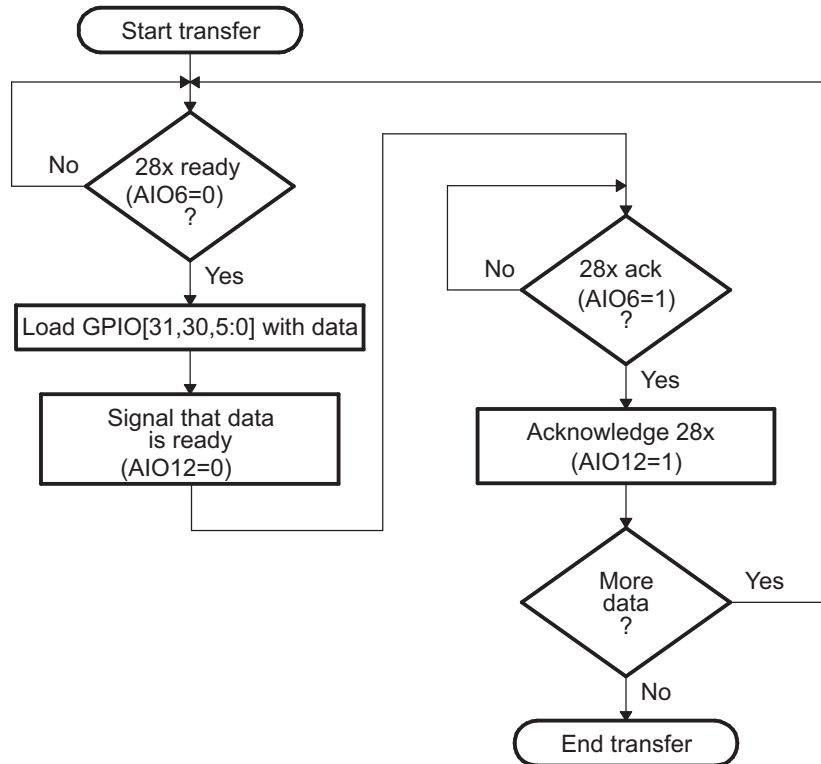 Start transfer
No
28x ready
(AIO6=0)
?
Yes
Load GPIO[31,30,5:0] with data
Signal that data
is ready
(AIO12=0)
No
28x ack
(AIO6=1)
?
Yes
Acknowledge 28x
(AIO12=1)
More
data
?
Yes
No
End transfer